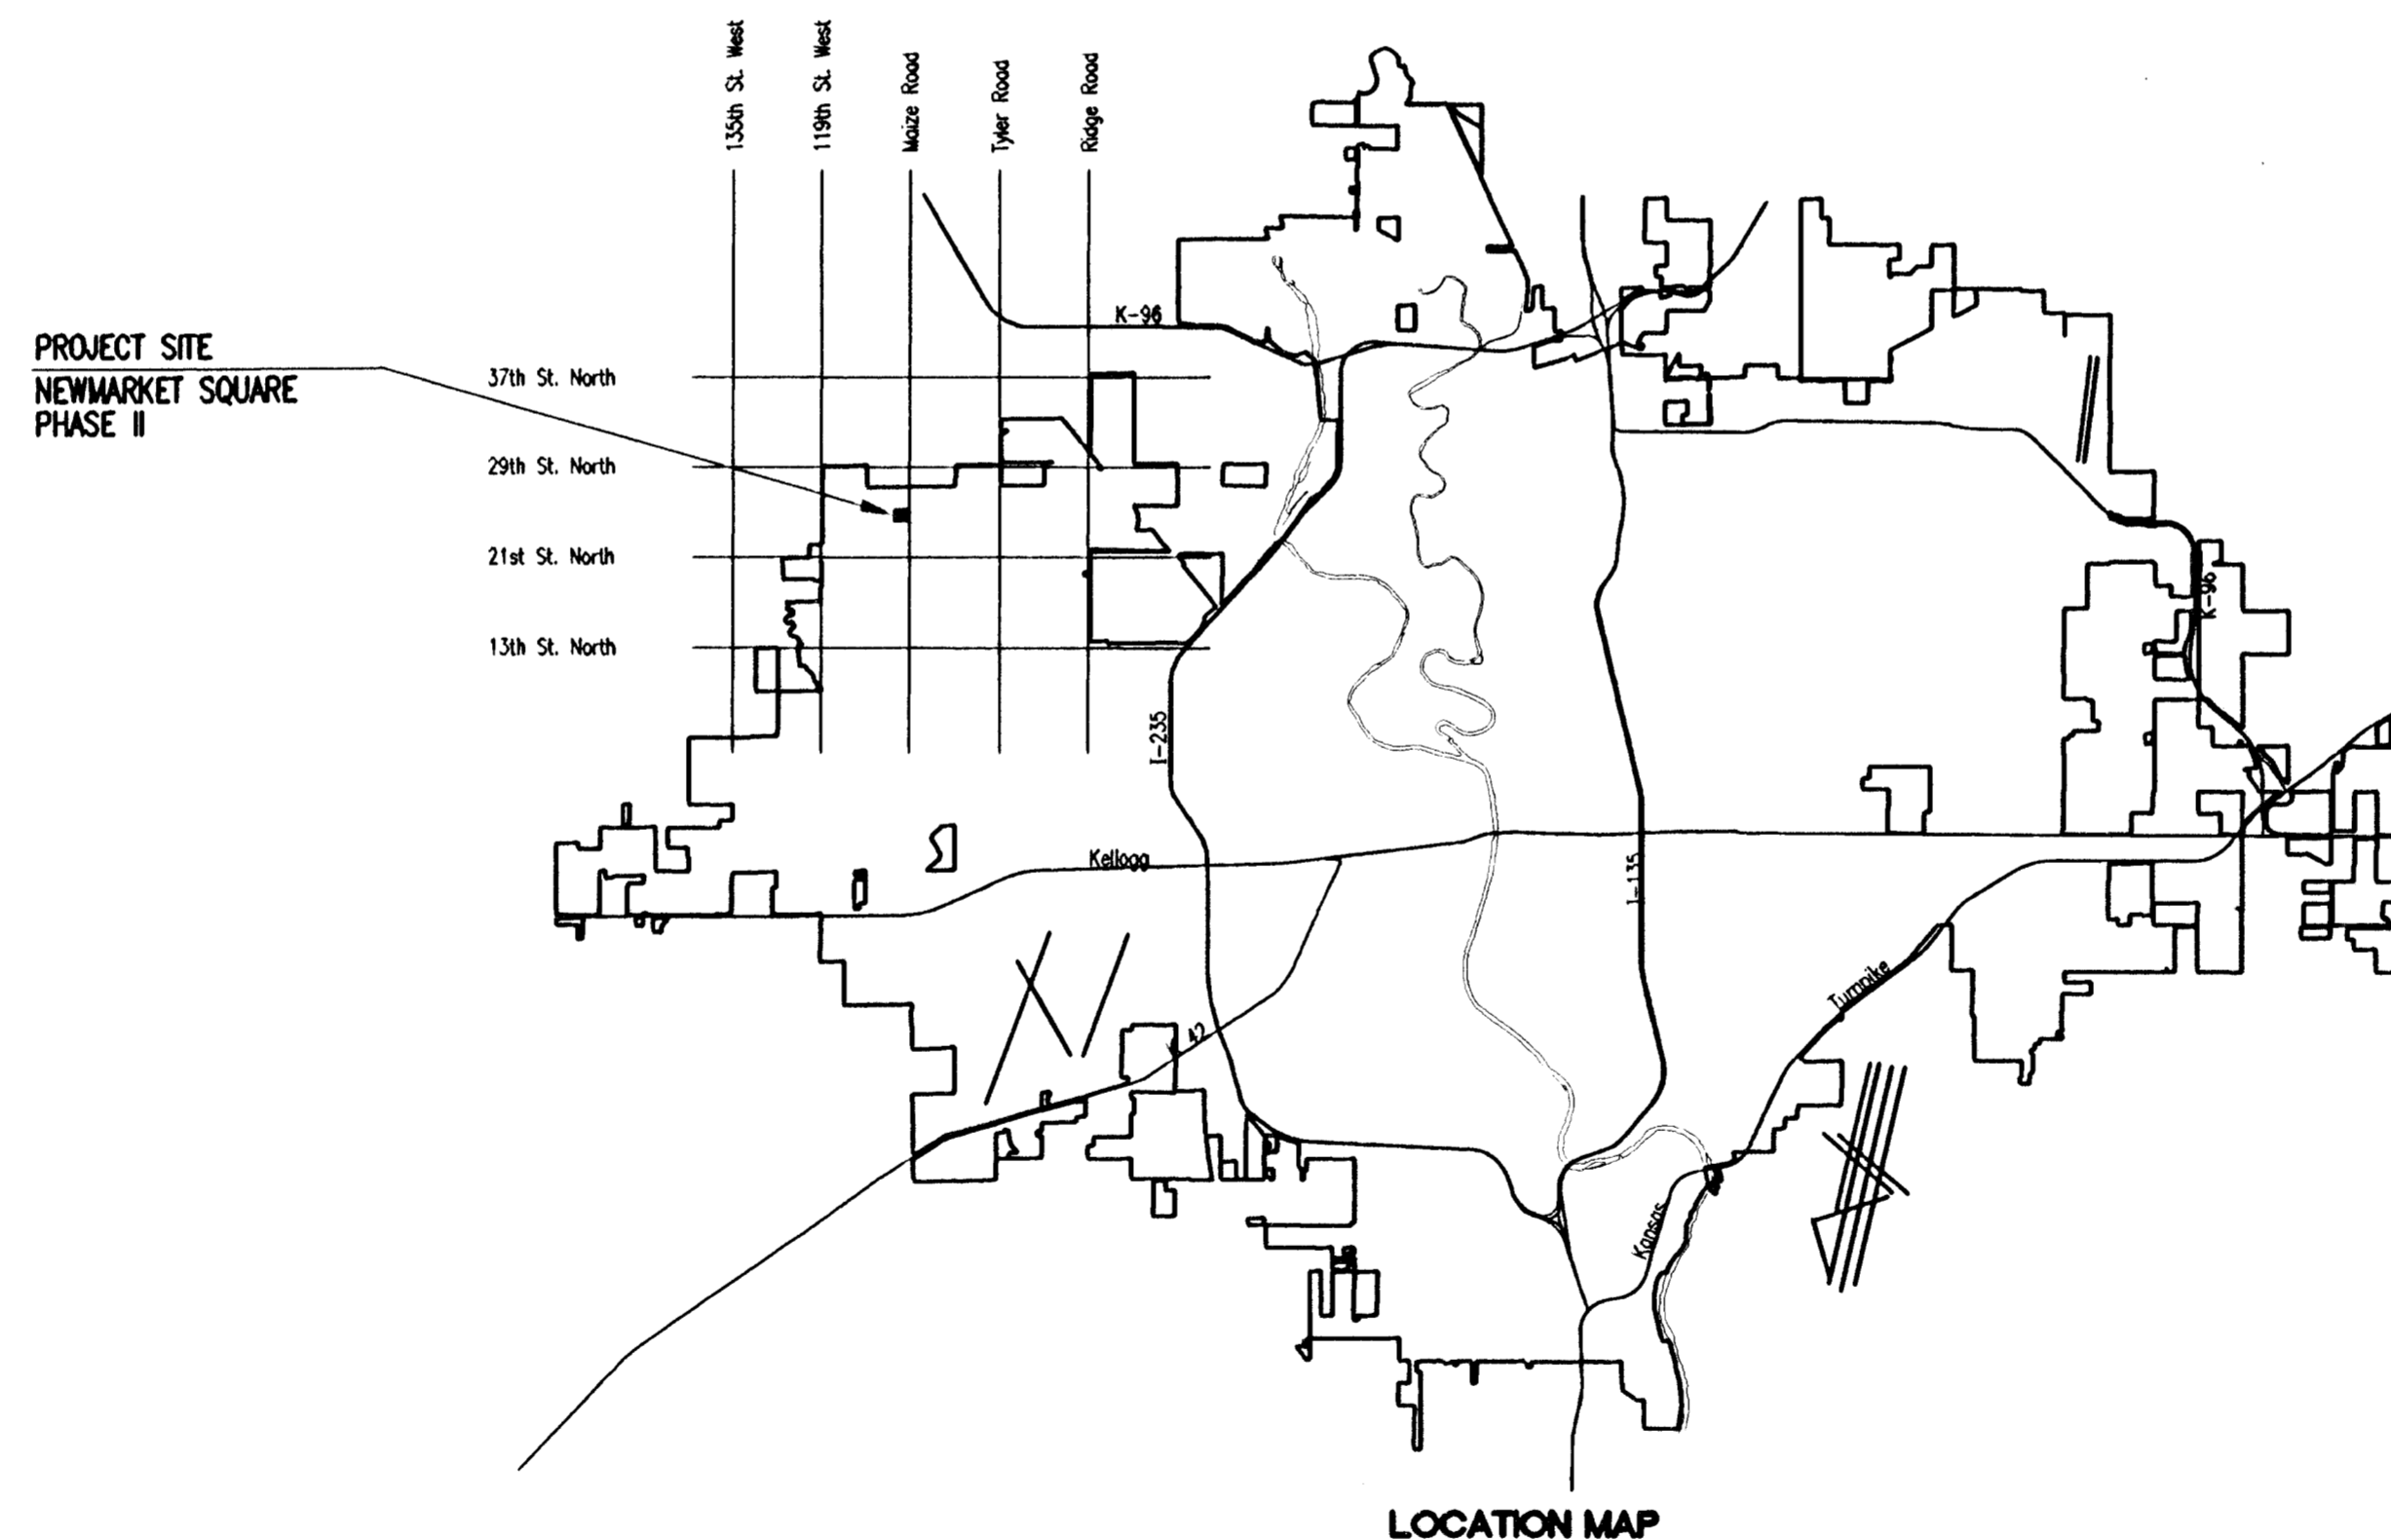 135th St. West
119th St. West
Maize Road
Tyler Road
Ridge Road
K-96
PROJECT SITE
NEWMARKET SQUARE
PHASE II
37th St. North
29th St. North
21st St. North
13th St. North
K-96
I-235
Kellogg
I-135
Turnpike
42
Kansas
LOCATION MAP